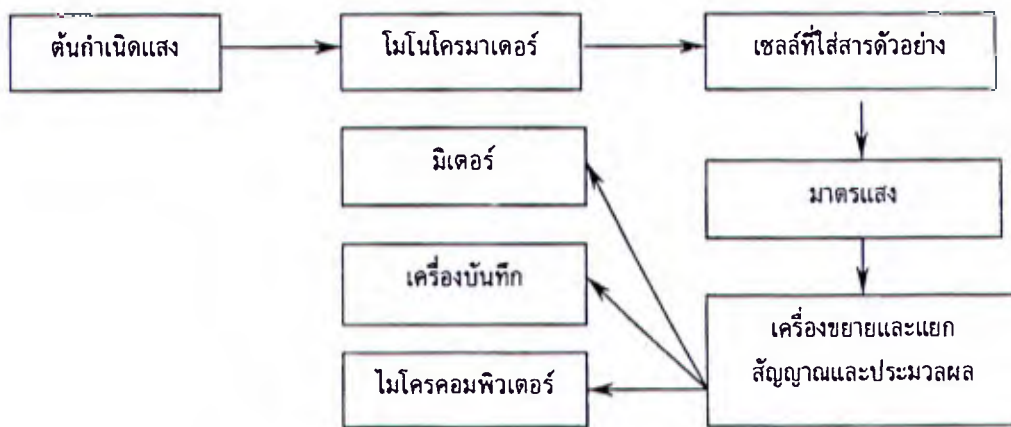 ต้นกำเนิดแสง
โมโนโครมาเตอร์
เซลล์ที่ใส่สารตัวอย่าง
มิเตอร์
มาตรแสง
เครื่องบันทึก
เครื่องขยายและแยก
สัญญาณและประมวลผล
ไมโครคอมพิวเตอร์